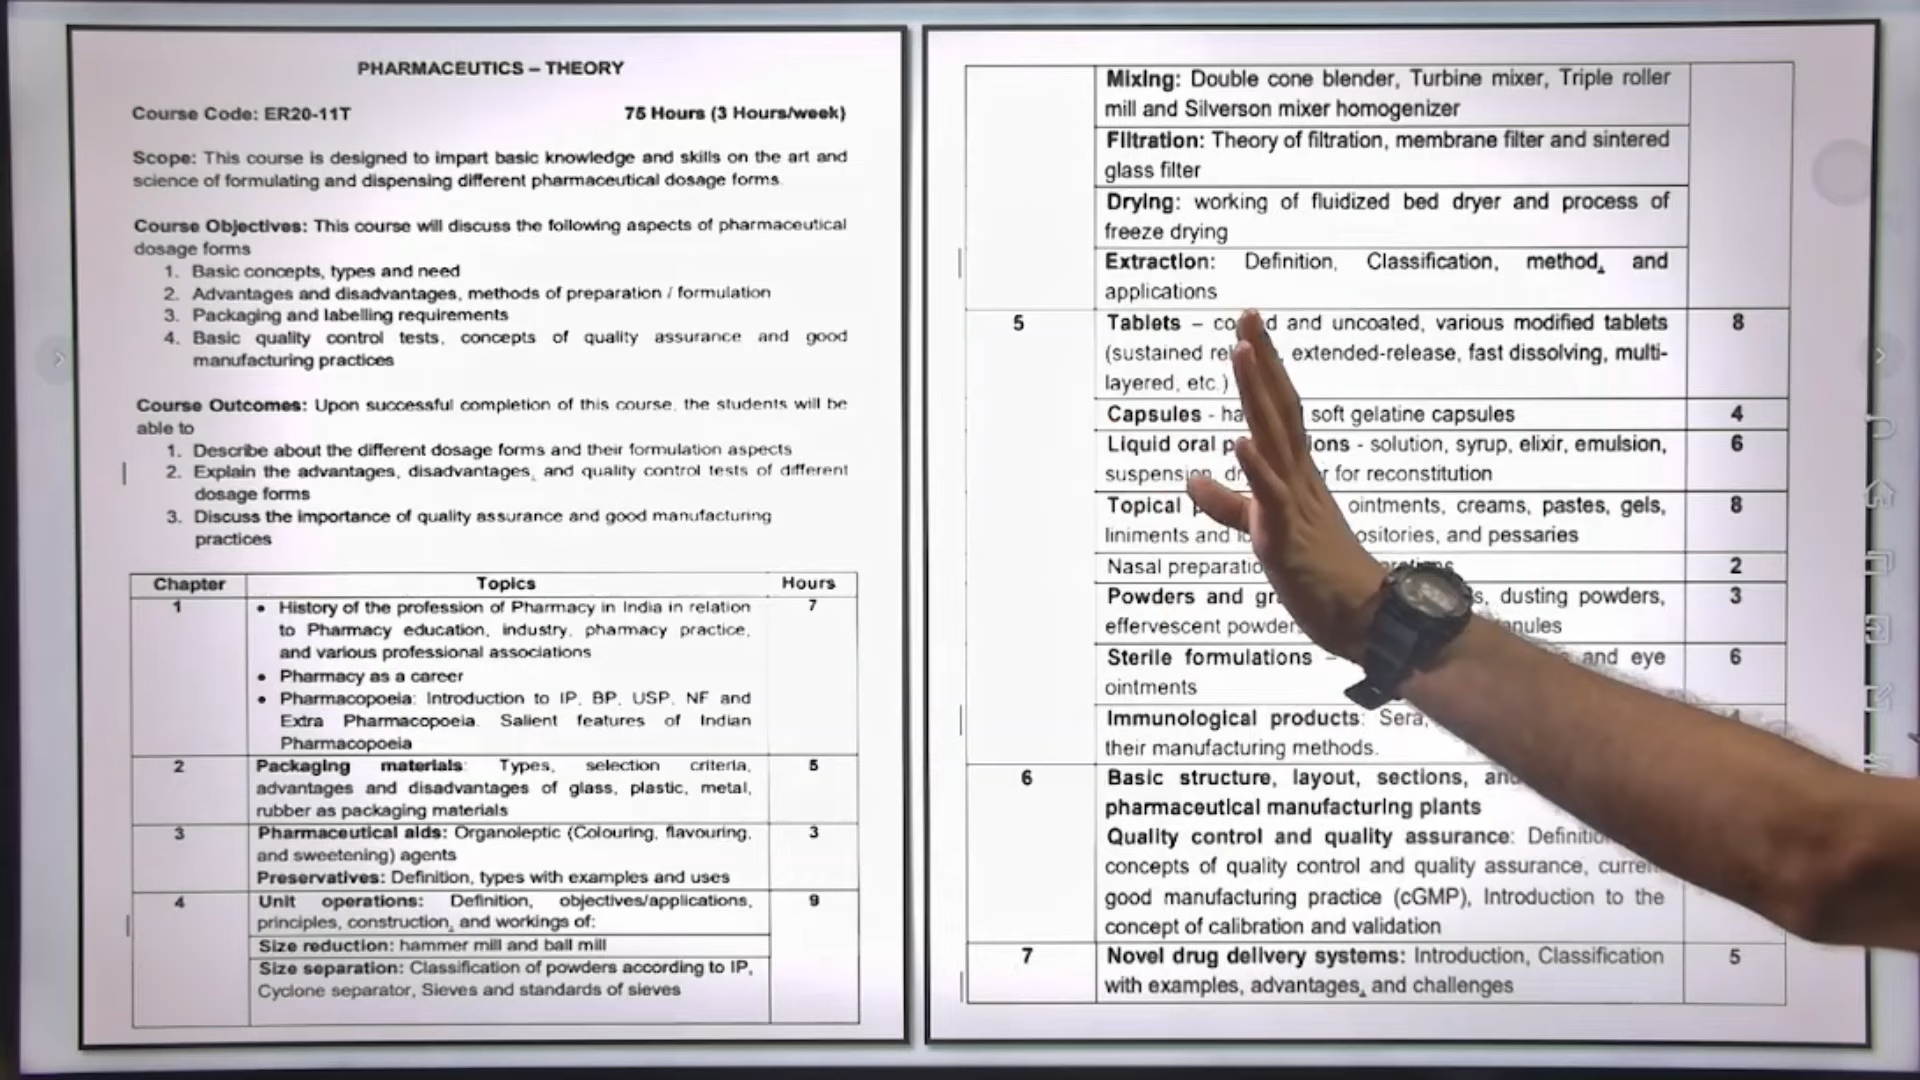 PHARMACEUTICS – THEORY
Course Code: ER20-11T 75 Hours (3 Hours/week)
Scope: This course is designed to impart basic knowledge and skills on the art and
science of formulating and dispensing different pharmaceutical dosage forms.
Course Objectives: This course will discuss the following aspects of pharmaceutical
dosage forms
1. Basic concepts, types and need
2. Advantages and disadvantages, methods of preparation / formulation
3. Packaging and labelling requirements
4. Basic quality control tests, concepts of quality assurance and good
manufacturing practices
Course Outcomes: Upon successful completion of this course, the students will be
able to
1. Describe about the different dosage forms and their formulation aspects
2. Explain the advantages, disadvantages, and quality control tests of different
dosage forms
3. Discuss the importance of quality assurance and good manufacturing
practices
Chapter Topics Hours
1 • History of the profession of Pharmacy in India in relation 7
to Pharmacy education, industry, pharmacy practice,
and various professional associations
• Pharmacy as a career
• Pharmacopoeia: Introduction to IP, BP, USP, NF and
Extra Pharmacopoeia. Salient features of Indian
Pharmacopoeia
2 Packaging materials: Types, selection criteria, 5
advantages and disadvantages of glass, plastic, metal,
rubber as packaging materials
3 Pharmaceutical aids: Organoleptic (Colouring, flavouring, 3
and sweetening) agents
Preservatives: Definition, types with examples and uses
4 Unit operations: Definition, objectives/applications, 9
principles, construction, and workings of:
Size reduction: hammer mill and ball mill
Size separation: Classification of powders according to IP,
Cyclone separator, Sieves and standards of sieves
Mixing: Double cone blender, Turbine mixer, Triple roller
mill and Silverson mixer homogenizer
Filtration: Theory of filtration, membrane filter and sintered
glass filter
Drying: working of fluidized bed dryer and process of
freeze drying
Extraction: Definition, Classification, method, and
applications
5 Tablets – and uncoated, various modified tablets 8
(sustained extended-release, fast dissolving, multi-
layered, etc.)
Capsules - soft gelatine capsules 4
Liquid oral - solution, syrup, elixir, emulsion, 6
for reconstitution
Topical ointments, creams, pastes, gels, 8
liniments and and pessaries
Nasal 2
Powders and dusting powders, 3
effervescent
Sterile formulations – and eye 6
ointments
Immunological products: Sera,
their manufacturing methods.
6 Basic structure, layout, sections,
pharmaceutical manufacturing plants
Quality control and quality assurance:
concepts of quality control and quality assurance,
good manufacturing practice (cGMP), Introduction to the
concept of calibration and validation
7 Novel drug delivery systems: Introduction, Classification 5
with examples, advantages, and challenges